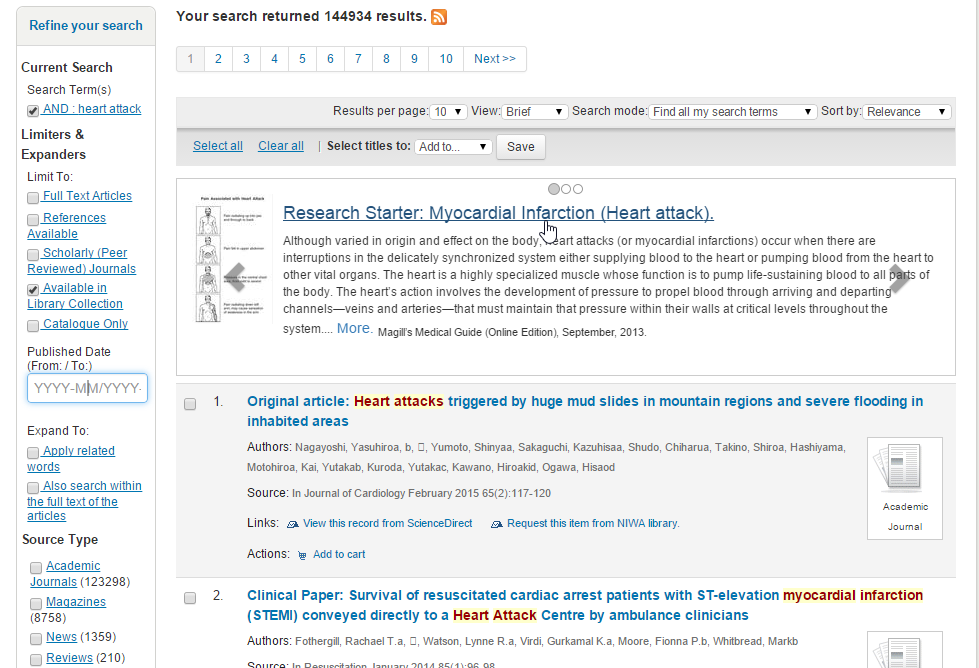 Refine your search
Current Search
Search Term(s)
AND : heart attack
Limiters &
Expanders
Limit To:
Full Text Articles
References
Available
Scholarly (Peer
Reviewed) Journals
Available in
Library Collection
Catalogue Only
Published Date
(From: / To:)
YYYY-MM/YYYY-
Expand To:
Apply related
words
Also search within
the full text of the
articles
Source Type
Academic
Journals (123298)
Magazines
(8758)
News (1359)
Reviews (210)
Your search returned 144934 results.
1 2 3 4 5 6 7 8 9 10 Next >>
Results per page: 10 View: Brief Search mode: Find all my search terms Sort by: Relevance
Select all Clear all | Select titles to: Add to... Save
Pain Associated with Heart Attack
Research Starter: Myocardial Infarction (Heart attack).
Although varied in origin and effect on the body, heart attacks (or myocardial infarctions) occur when there are
interruptions in the delicately synchronized system either supplying blood to the heart or pumping blood from the heart to
other vital organs. The heart is a highly specialized muscle whose function is to pump life-sustaining blood to all parts of
the body. The heart's action involves the development of pressure to propel blood through arriving and departing
channels—veins and arteries—that must maintain that pressure within their walls at critical levels throughout the
system.... More. Magill's Medical Guide (Online Edition), September, 2013.
1. Original article: Heart attacks triggered by huge mud slides in mountain regions and severe flooding in
inhabited areas
Authors: Nagayoshi, Yasuhiroa, b, , Yumoto, Shinyaa, Sakaguchi, Kazuhisaa, Shudo, Chiharua, Takino, Shiroa, Hashiyama,
Motohiroa, Kai, Yutakab, Kuroda, Yutakac, Kawano, Hiroakid, Ogawa, Hisaod
Source: In Journal of Cardiology February 2015 65(2):117-120
Links: View this record from ScienceDirect Request this item from NIWA library.
Actions: Add to cart
Academic
Journal
2. Clinical Paper: Survival of resuscitated cardiac arrest patients with ST-elevation myocardial infarction
(STEMI) conveyed directly to a Heart Attack Centre by ambulance clinicians
Authors: Fothergill, Rachael T.a, , Watson, Lynne R.a, Virdi, Gurkamal K.a, Moore, Fionna P.b, Whitbread, Markb
Source: In Resuscitation January 2014 85(1):96-98